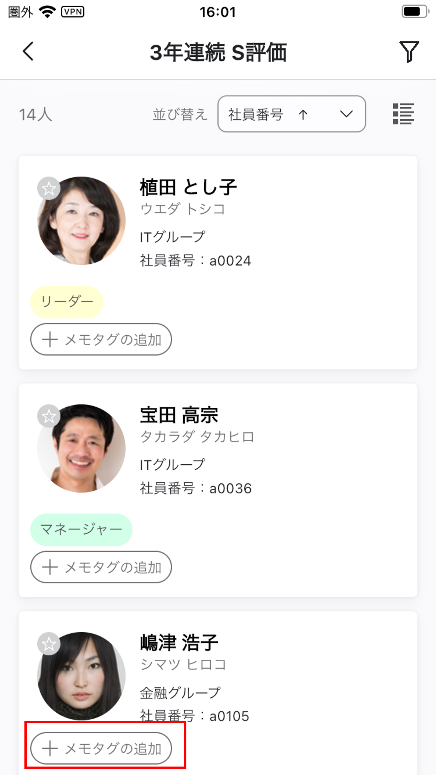 圏外 VPN 16:01
3年連続 S評価
14人 並び替え 社員番号 ↑
植田 とし子
ウエダ トシコ
ITグループ
社員番号：a0024
リーダー
＋ メモタグの追加
宝田 高宗
タカラダ タカヒロ
ITグループ
社員番号：a0036
マネージャー
＋ メモタグの追加
嶋津 浩子
シマツ ヒロコ
金融グループ
社員番号：a0105
＋ メモタグの追加